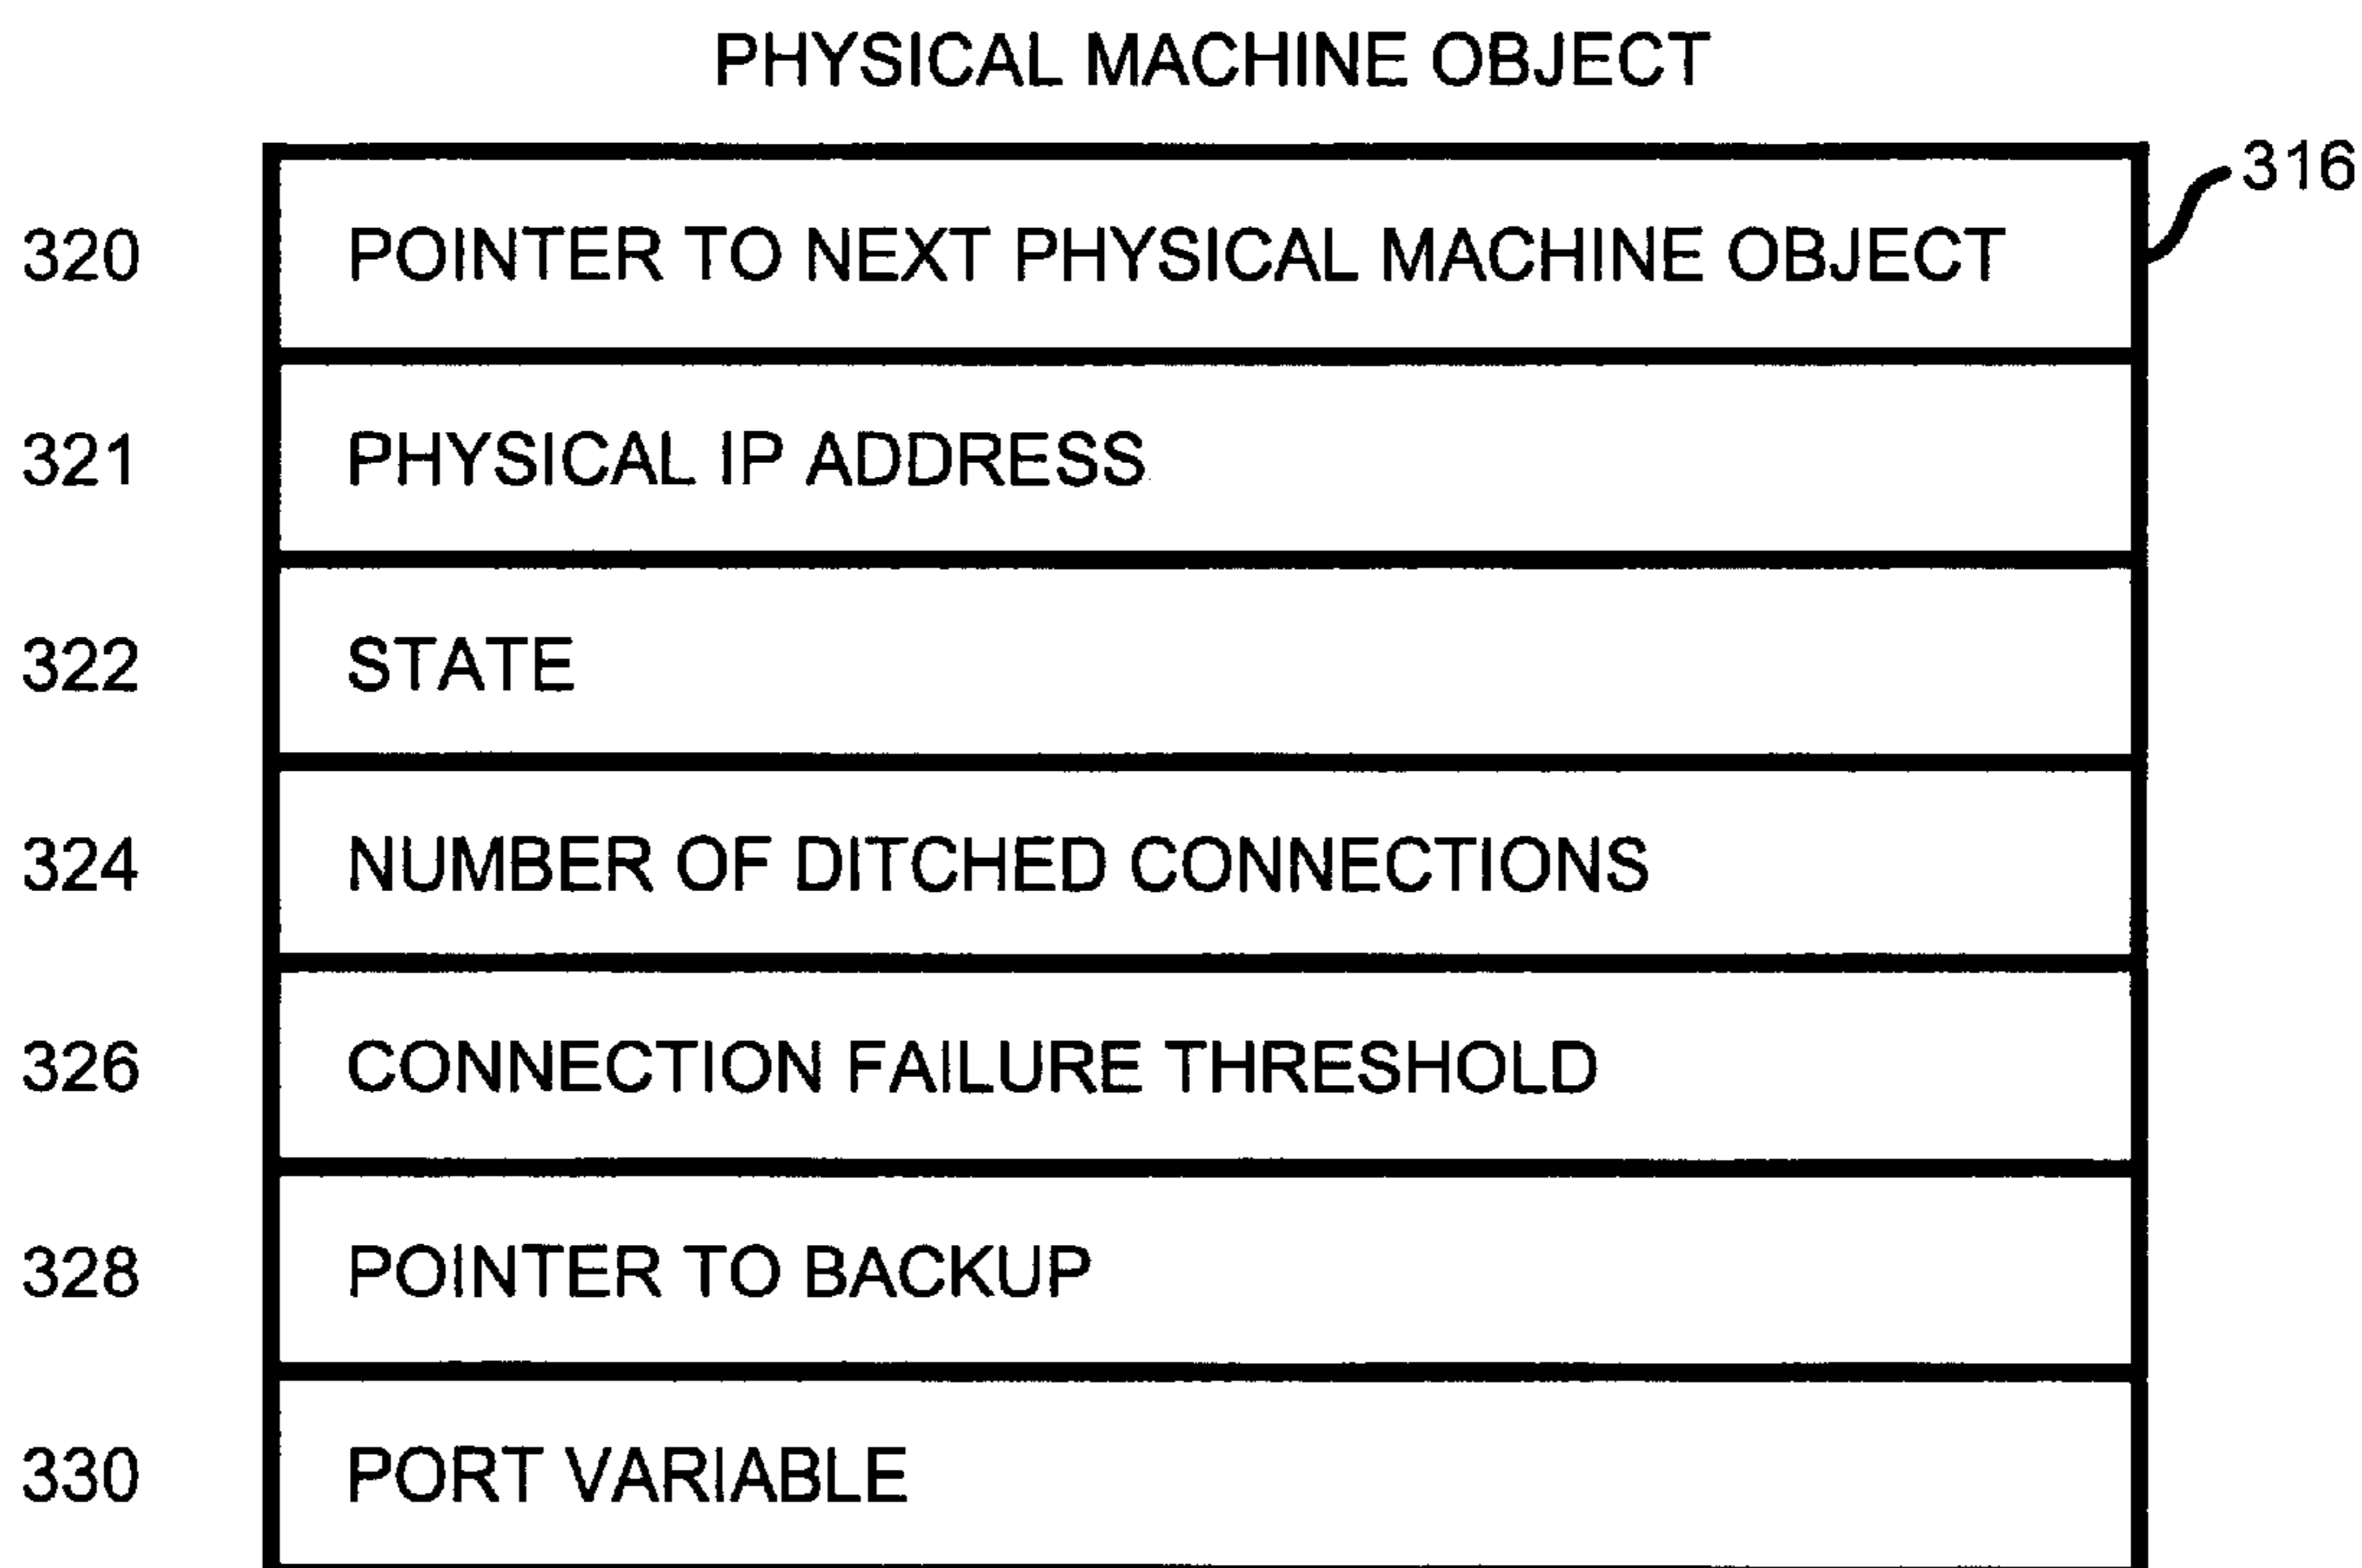 PHYSICAL MACHINE OBJECT
316
320 POINTER TO NEXT PHYSICAL MACHINE OBJECT
321 PHYSICAL IP ADDRESS
322 STATE
324 NUMBER OF DITCHED CONNECTIONS
326 CONNECTION FAILURE THRESHOLD
328 POINTER TO BACKUP
330 PORT VARIABLE